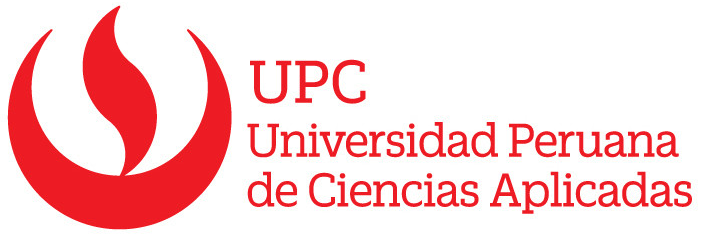 UPC
Universidad Peruana
de Ciencias Aplicadas